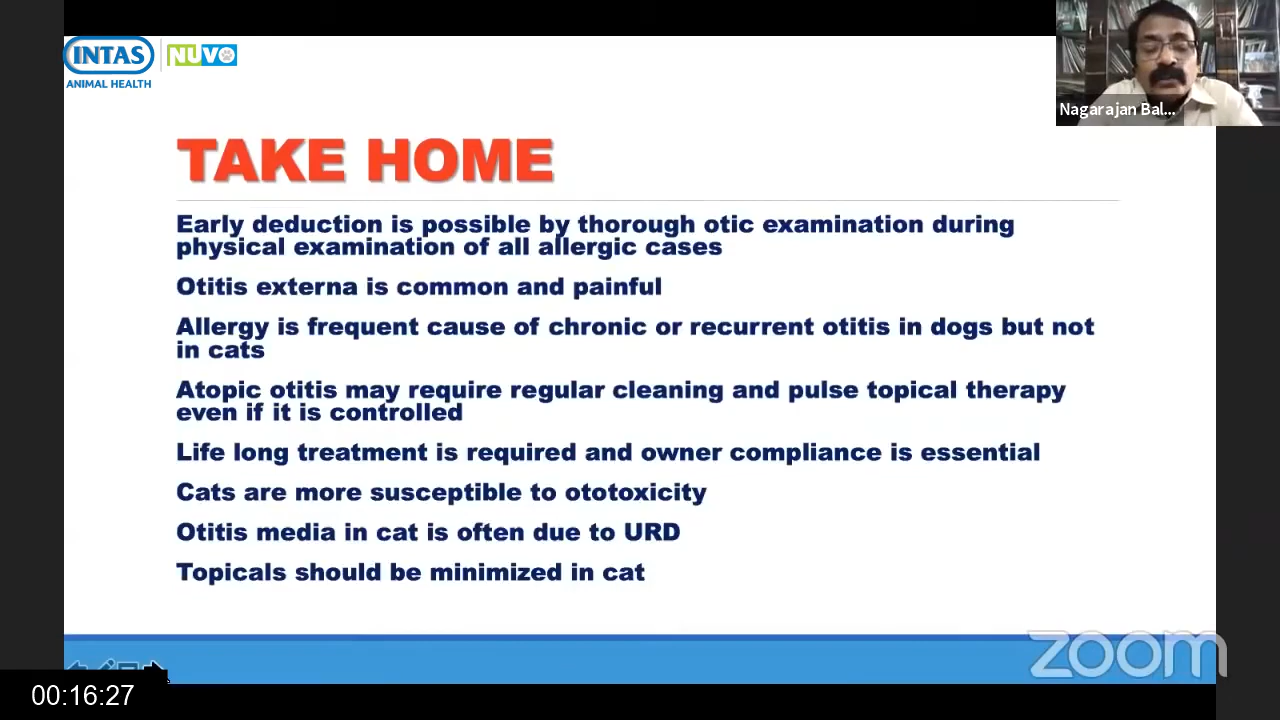 INTAS
NUVO
ANIMAL HEALTH
Nagarajan Bal...
TAKE HOME
Early deduction is possible by thorough otic examination during
physical examination of all allergic cases
Otitis externa is common and painful
Allergy is frequent cause of chronic or recurrent otitis in dogs but not
in cats
Atopic otitis may require regular cleaning and pulse topical therapy
even if it is controlled
Life long treatment is required and owner compliance is essential
Cats are more susceptible to ototoxicity
Otitis media in cat is often due to URD
Topicals should be minimized in cat
zoom
00:16:27